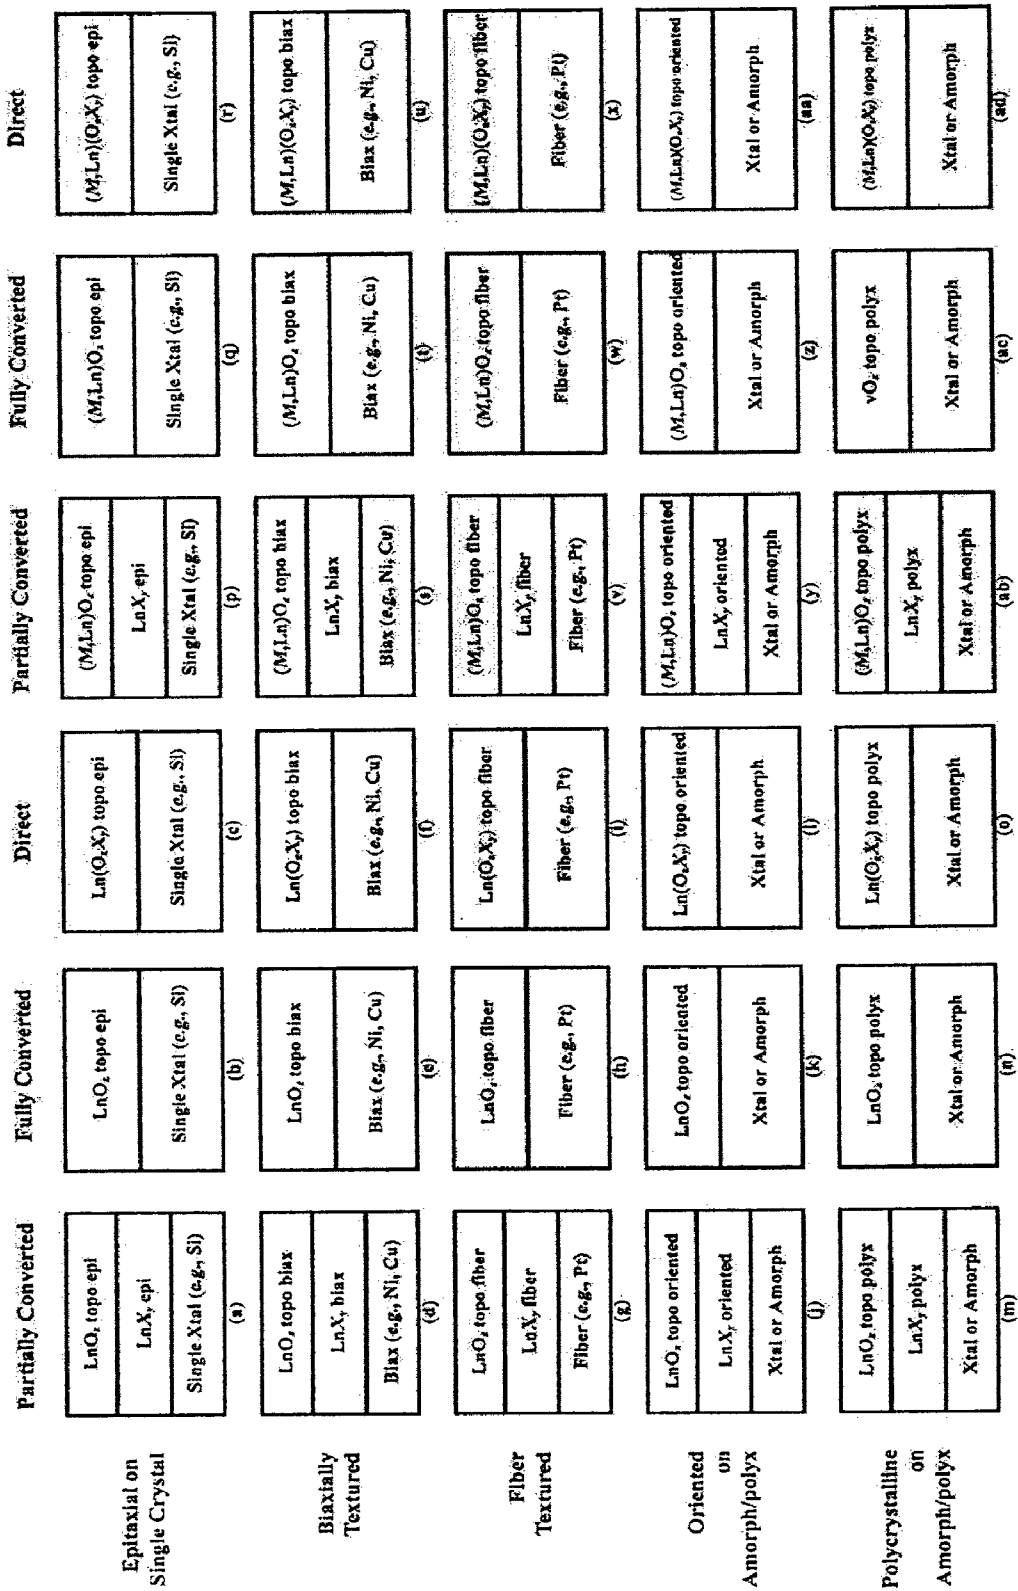 Partially Converted
Fully Converted
Direct
Partially Converted
Fully Converted
Direct
Epitaxial on
Single Crystal
LnOz topo epi
LnXy epi
Single Xtal (e.g., Si)
(a)
LnOz topo epi
Single Xtal (e.g., Si)
(b)
Ln(OzXy) topo epi
Single Xtal (e.g., Si)
(c)
(M,Ln)Oz topo epi
LnXy epi
Single Xtal (e.g., Si)
(p)
(M,Ln)Oz topo epi
Single Xtal (e.g., Si)
(q)
(M,Ln)(OzXy) topo epi
Single Xtal (e.g., Si)
(r)
Biaxially
Textured
LnOz topo biax
LnXy biax
Biax (e.g., Ni, Cu)
(d)
LnOz topo biax
Biax (e.g., Ni, Cu)
(e)
Ln(OzXy) topo biax
Biax (e.g., Ni, Cu)
(f)
(M,Ln)Oz topo biax
LnXy biax
Biax (e.g., Ni, Cu)
(s)
(M,Ln)Oz topo biax
Biax (e.g., Ni, Cu)
(t)
(M,Ln)(OzXy) topo biax
Biax (e.g., Ni, Cu)
(u)
Fiber
Textured
LnOz topo fiber
LnXy fiber
Fiber (e.g., Pt)
(g)
LnOz topo fiber
Fiber (e.g., Pt)
(h)
Ln(OzXy) topo fiber
Fiber (e.g., Pt)
(i)
(M,Ln)Oz topo fiber
LnXy fiber
Fiber (e.g., Pt)
(v)
(M,Ln)Oz topo fiber
Fiber (e.g., Pt)
(w)
(M,Ln)(OzXy) topo fiber
Fiber (e.g., Pt)
(x)
Oriented
on
Amorph/polyx
LnOz topo oriented
LnXy oriented
Xtal or Amorph
(j)
LnOz topo oriented
Xtal or Amorph
(k)
Ln(OzXy) topo oriented
Xtal or Amorph
(l)
(M,Ln)Oz topo oriented
LnXy oriented
Xtal or Amorph
(y)
(M,Ln)Oz topo oriented
Xtal or Amorph
(z)
(M,Ln)(OzXy) topo oriented
Xtal or Amorph
(aa)
Polycrystalline
on
Amorph/polyx
LnOz topo polyx
LnXy polyx
Xtal or Amorph
(m)
LnOz topo polyx
Xtal or Amorph
(n)
Ln(OzXy) topo polyx
Xtal or Amorph
(o)
(M,Ln)Oz topo polyx
LnXy polyx
Xtal or Amorph
(ab)
vOz topo polyx
Xtal or Amorph
(ac)
(M,Ln)(OzXy) topo polyx
Xtal or Amorph
(ad)